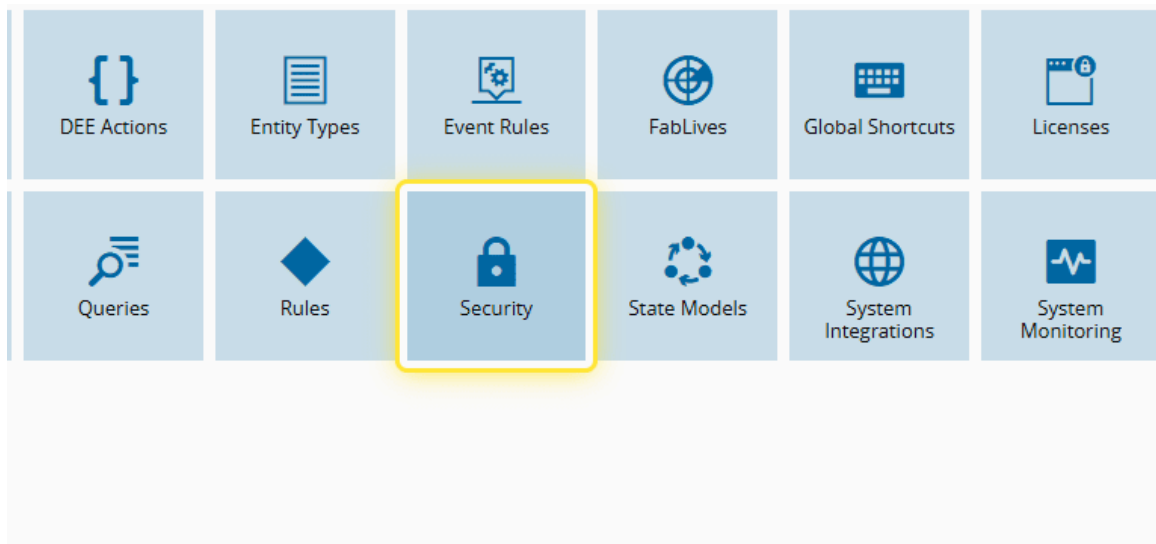 DEE Actions
Entity Types
Event Rules
FabLives
Global Shortcuts
Licenses
Queries
Rules
Security
State Models
System
Integrations
System
Monitoring